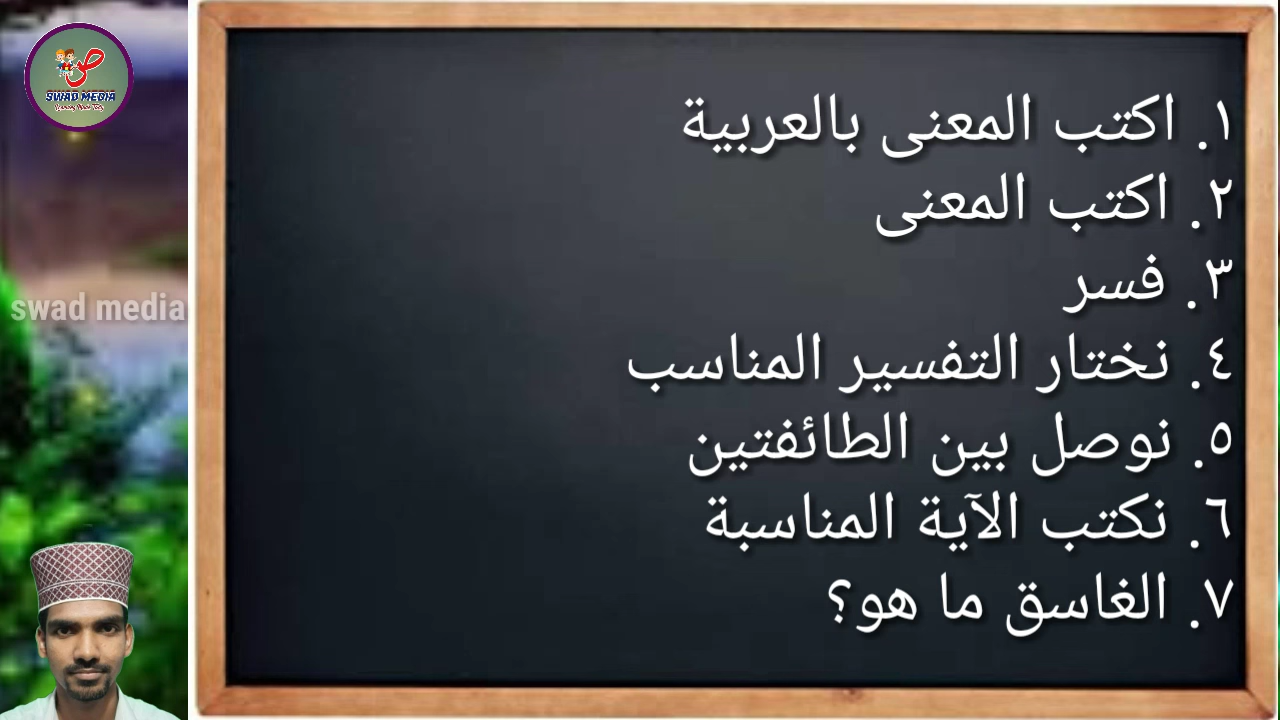 ص
SWAD MEDIA
swad media
١. اكتب المعنى بالعربية
٢. اكتب المعنى
٣. فسر
٤. نختار التفسير المناسب
٥. نوصل بين الطائفتين
٦. نكتب الآية المناسبة
٧. الغاسق ما هو؟